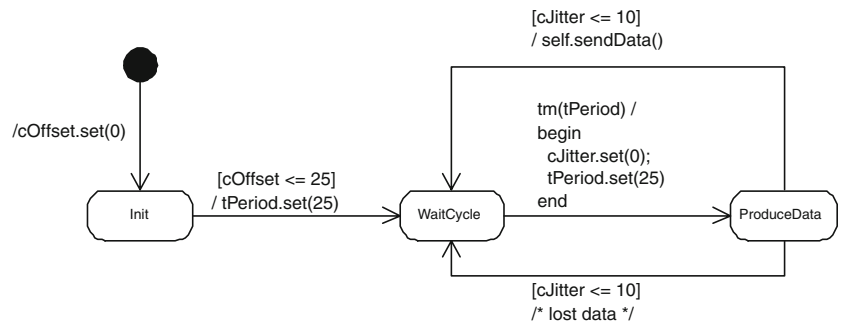 [cJitter <= 10]
/ self.sendData()
/cOffset.set(0)
tm(tPeriod) /
begin
cJitter.set(0);
tPeriod.set(25)
end
[cOffset <= 25]
/ tPeriod.set(25)
Init
WaitCycle
ProduceData
[cJitter <= 10]
/* lost data */